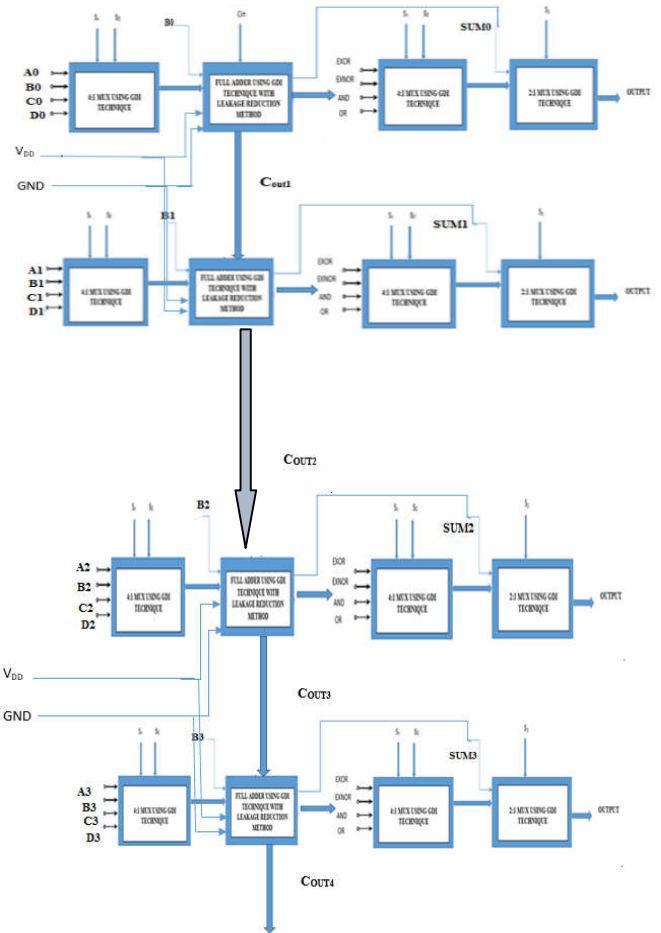 S₁ S₀
B0
Cin
SUM0
S₁ S₀
S₂
A0
B0
C0
D0
4:1 MUX USING GDI
TECHNIQUE
FULL ADDER USING GDI
TECHNIQUE WITH
LEAKAGE REDUCTION
METHOD
EXOR
EXNOR
AND
OR
4:1 MUX USING GDI
TECHNIQUE
2:1 MUX USING GDI
TECHNIQUE
OUTPUT
VDD
GND
Cout1
B1
SUM1
A1
B1
C1
D1
4:1 MUX USING GDI
TECHNIQUE
FULL ADDER USING GDI
TECHNIQUE WITH
LEAKAGE REDUCTION
METHOD
EXOR
EXNOR
AND
OR
4:1 MUX USING GDI
TECHNIQUE
2:1 MUX USING GDI
TECHNIQUE
OUTPUT
COUT2
B2
SUM2
A2
B2
C2
D2
4:1 MUX USING GDI
TECHNIQUE
FULL ADDER USING GDI
TECHNIQUE WITH
LEAKAGE REDUCTION
METHOD
EXOR
EXNOR
AND
OR
4:1 MUX USING GDI
TECHNIQUE
2:1 MUX USING GDI
TECHNIQUE
OUTPUT
VDD
GND
COUT3
B3
SUM3
A3
B3
C3
D3
4:1 MUX USING GDI
TECHNIQUE
FULL ADDER USING GDI
TECHNIQUE WITH
LEAKAGE REDUCTION
METHOD
EXOR
EXNOR
AND
OR
4:1 MUX USING GDI
TECHNIQUE
2:1 MUX USING GDI
TECHNIQUE
OUTPUT
COUT4